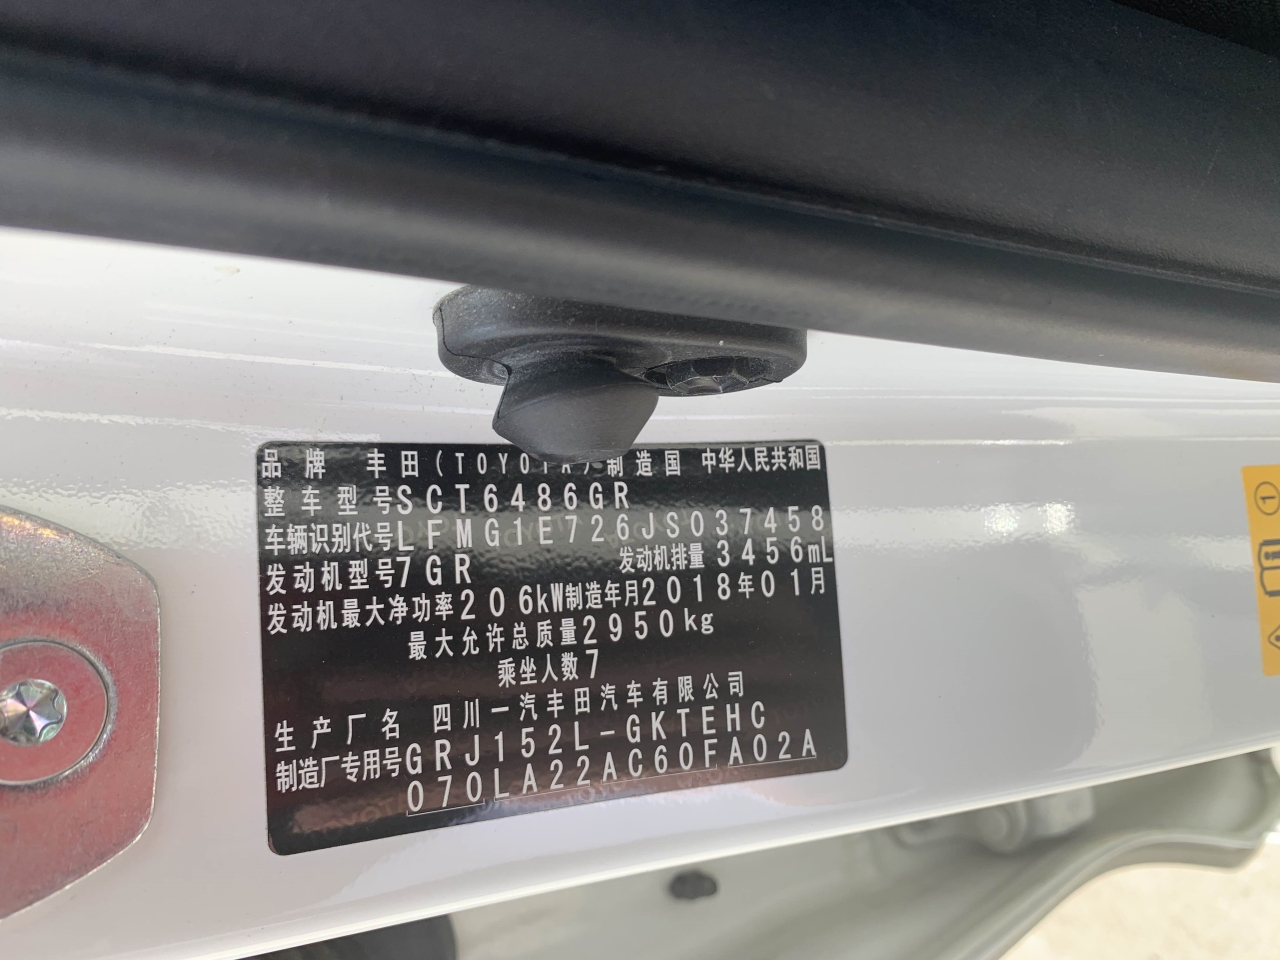 品牌 丰田(TOYOTA)制造国 中华人民共和国
整车型号SCT6486GR
车辆识别代号LFMG1E726JS037458
发动机型号7GR 发动机排量 3456mL
发动机最大净功率206kW制造年月2018年01月
最大允许总质量2950kg
乘坐人数7
生产厂名 四川一汽丰田汽车有限公司
制造厂专用号GRJ152L-GKTEHC
070LA22AC60FA02A
1